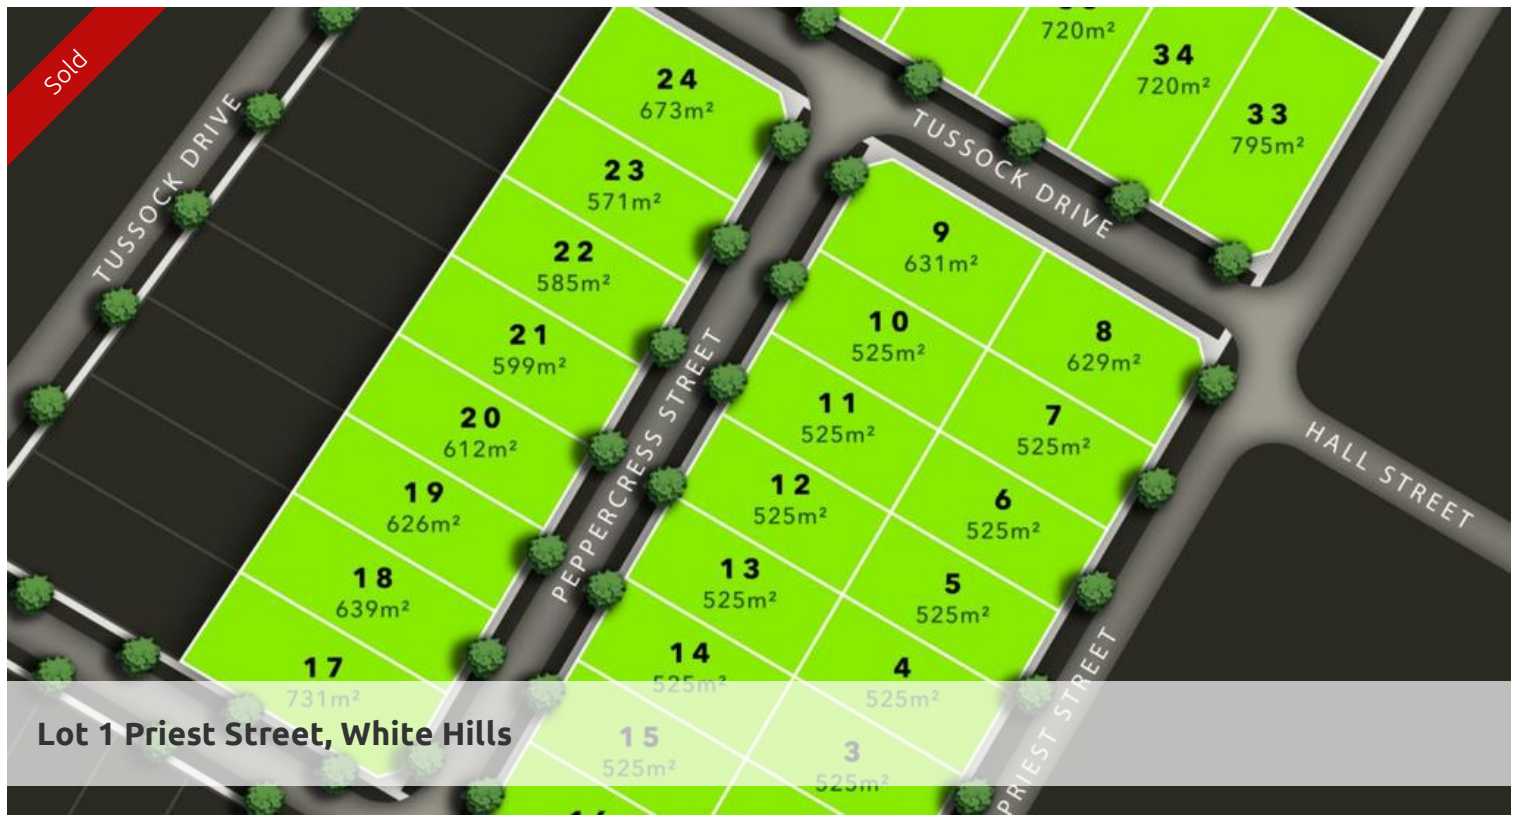 Sold
TUSSOCK DRIVE
720m²
34
720m²
33
795m²
TUSSOCK DRIVE
24
673m²
23
571m²
22
585m²
21
599m²
20
612m²
19
626m²
18
639m²
17
731m²
PEPPERCRESS STREET
9
631m²
10
525m²
11
525m²
12
525m²
13
525m²
14
525m²
15
525m²
8
629m²
7
525m²
6
525m²
5
525m²
4
525m²
3
525m²
HALL STREET
PRIEST STREET
Lot 1 Priest Street, White Hills